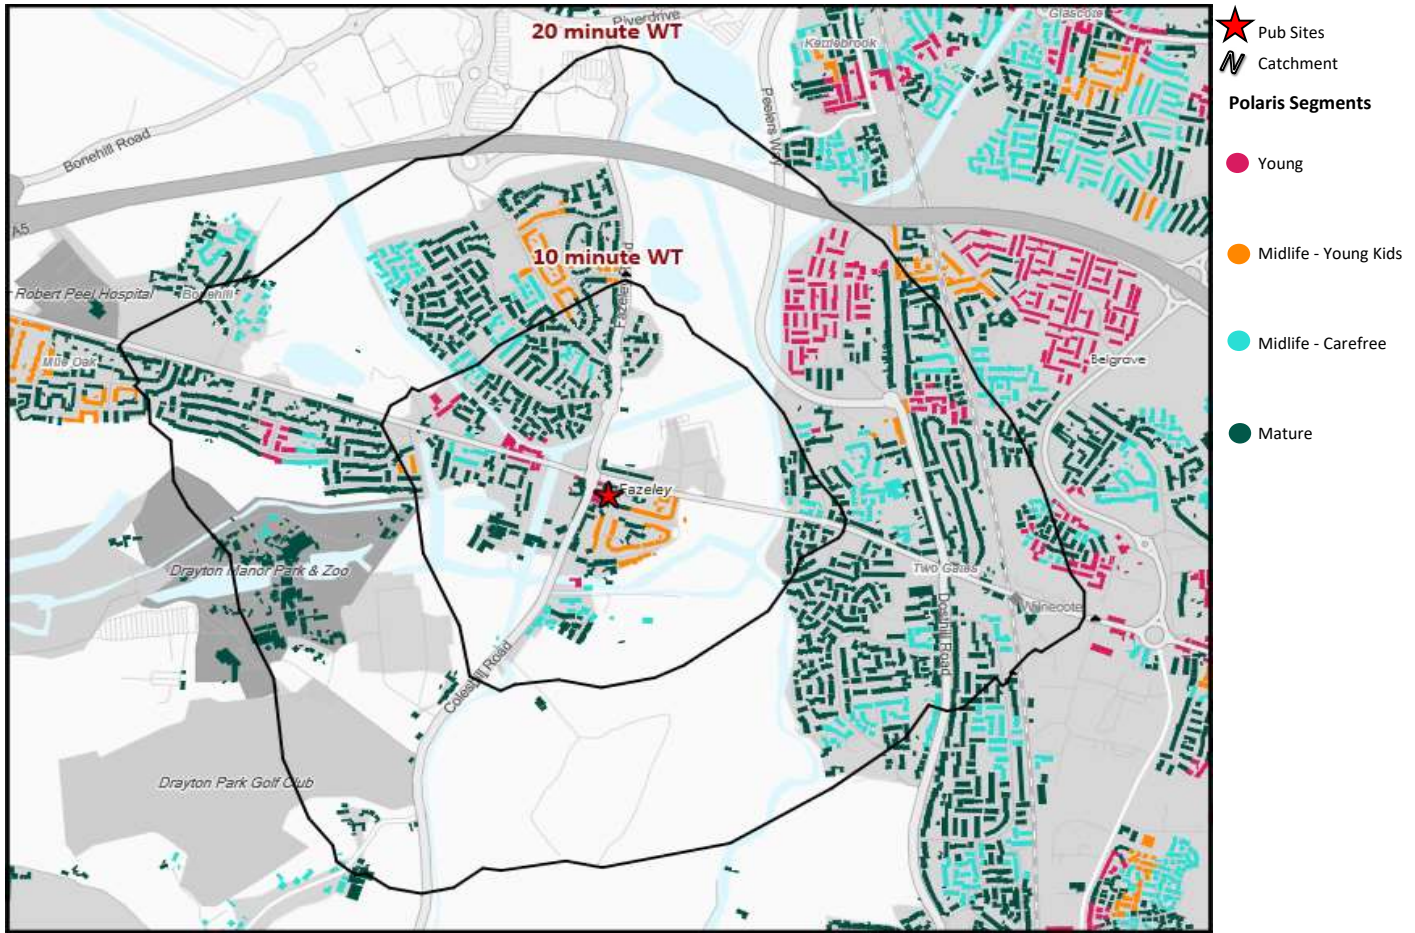 Riverdrive
20 minute WT
Glascote
Kettlebrook
Pub Sites
Catchment
Polaris Segments
Peelers Way
Bonehill Road
Young
A5
10 minute WT
Midlife - Young Kids
Robert Peel Hospital
Bonehill
Fazeley
Midlife - Carefree
Mile Oak
Belgrave
Mature
Fazeley
Drayton Manor Park & Zoo
Two Gates
Wilnecote
Dosthill Road
Coleshill Road
Drayton Park Golf Club